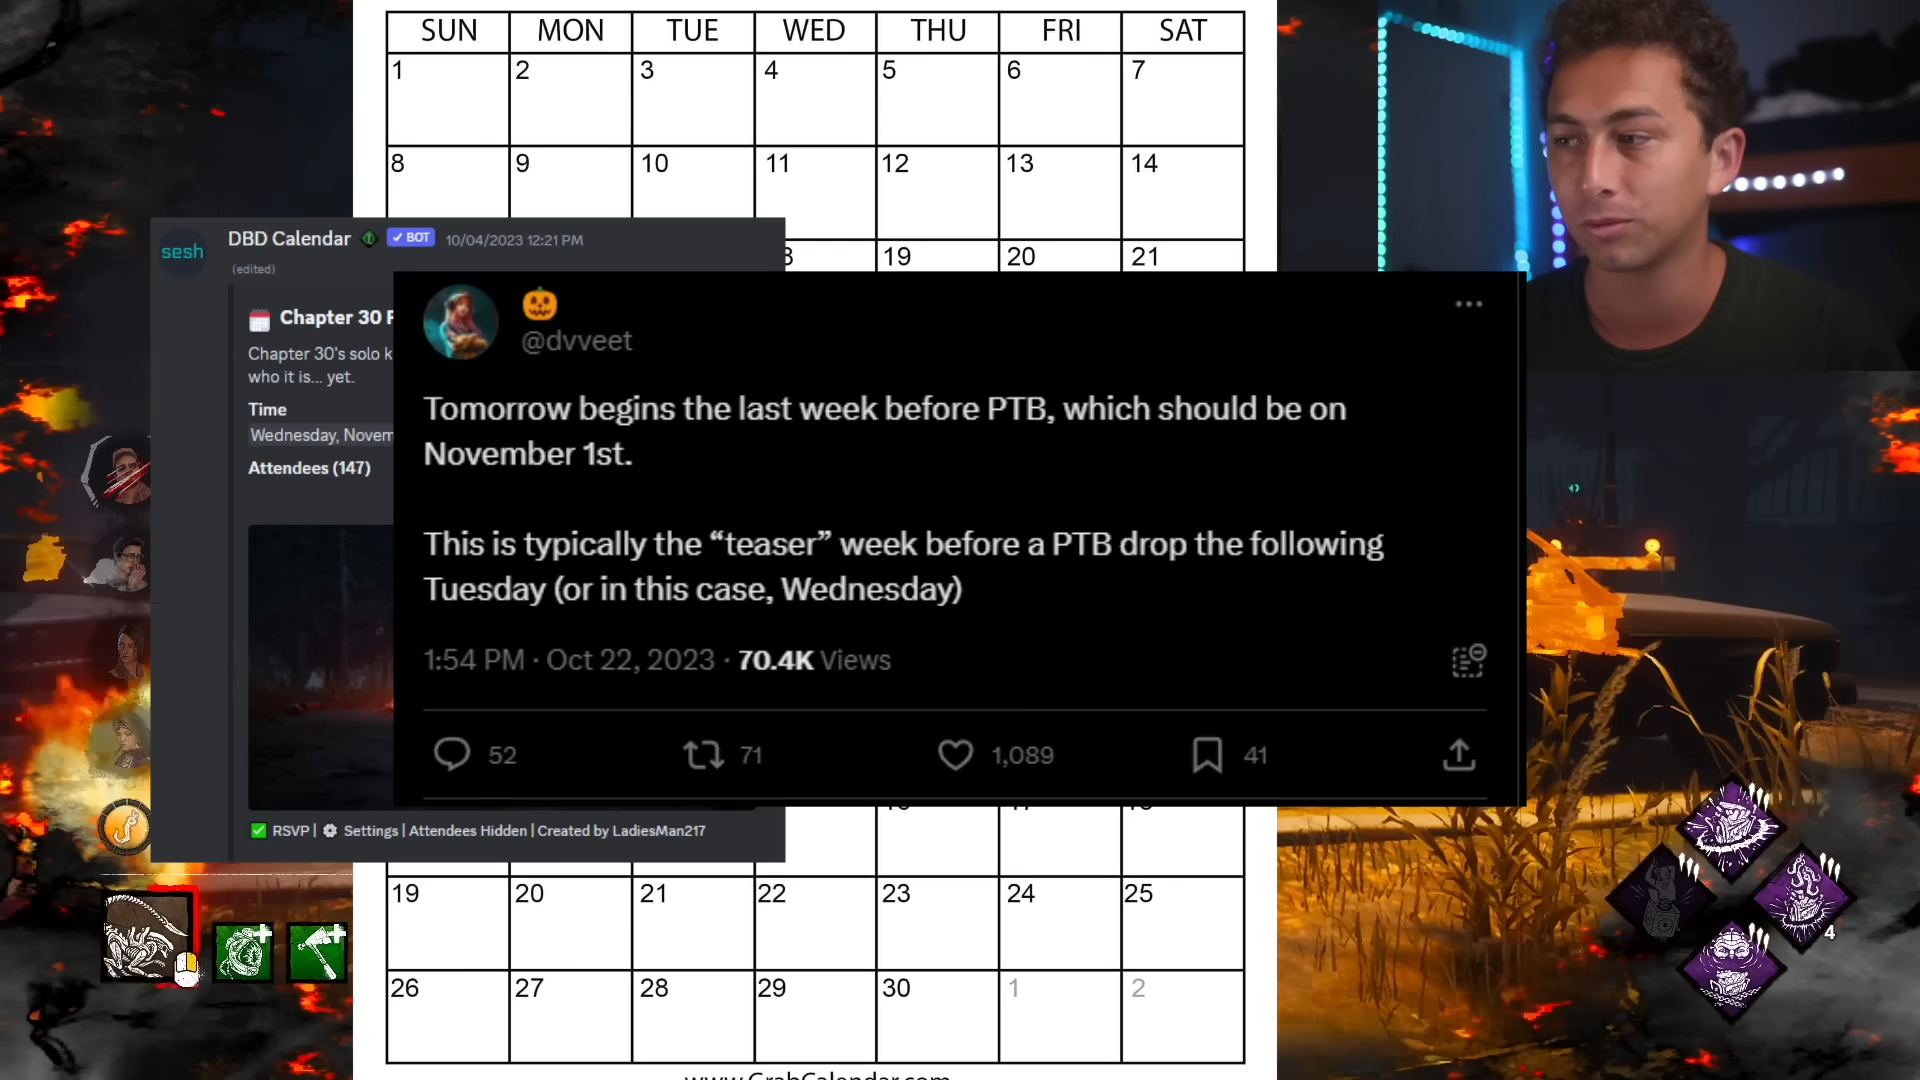 SUN MON TUE WED THU FRI SAT
1 2 3 4 5 6 7
8 9 10 11 12 13 14
19 20 21
sesh
DBD Calendar ✓ BOT 10/04/2023 12:21 PM
(edited)
Chapter 30
Chapter 30's solo
who it is... yet.
Time
Wednesday,
Attendees (147)
RSVP | Settings | Attendees Hidden | Created by LadiesMan217
🎃
@dvveet
Tomorrow begins the last week before PTB, which should be on
November 1st.
This is typically the “teaser” week before a PTB drop the following
Tuesday (or in this case, Wednesday)
1:54 PM · Oct 22, 2023 · 70.4K Views
52 71 1,089 41
19 20 21 22 23 24 25
26 27 28 29 30 1 2
www.GrabCalendar.com
4